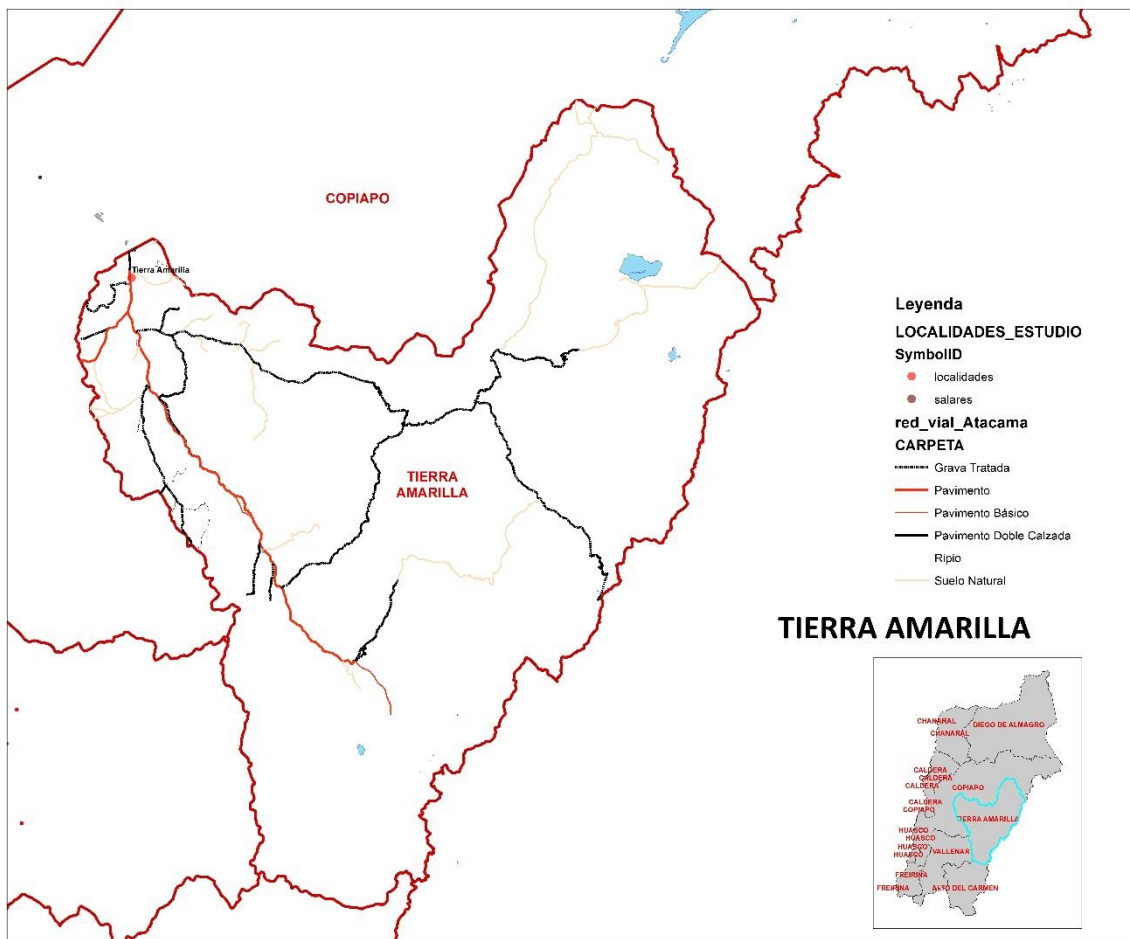 COPIAPO
Tierra Amarilla
TIERRA
AMARILLA
Leyenda
LOCALIDADES_ESTUDIO
SymbolID
localidades
salares
red_vial_Atacama
CARPETA
Grava Tratada
Pavimento
Pavimento Básico
Pavimento Doble Calzada
Ripio
Suelo Natural
TIERRA AMARILLA
CHANARAL
DIEGO DE ALMAGRO
CHANARAL
CALDERA
CALDERA
CALDERA
COPIAPO
CALDERA
COPIAPO
TIERRA AMARILLA
HUASCO
HUASCO
HUASCO
VALLENAR
HUASCO
FREIRINA
FREIRINA
ALTO DEL CARMEN